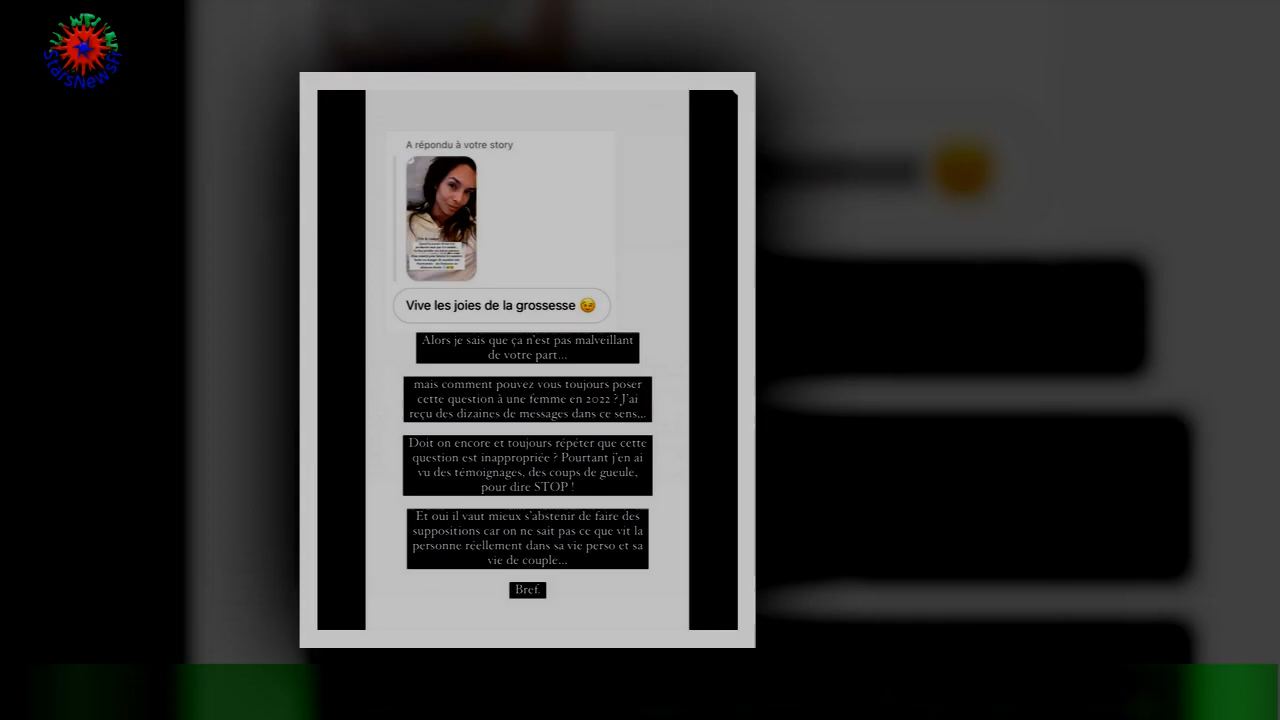 StarsNewsFr
A répondu à votre story
Vive les joies de la grossesse 😉
Alors je sais que ça n'est pas malveillant
de votre part...
mais comment pouvez vous toujours poser
cette question à une femme en 2022 ? J'ai
reçu des dizaines de messages dans ce sens...
Doit on encore et toujours répéter que cette
question est inappropriée ? Pourtant j'en ai
vu des témoignages, des coups de gueule,
pour dire STOP !
Et oui il vaut mieux s'abstenir de faire des
suppositions car on ne sait pas ce que vit la
personne réellement dans sa vie perso et sa
vie de couple...
Bref.